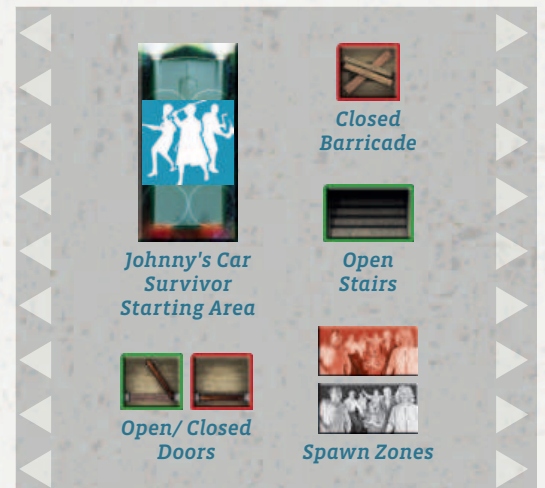 Johnny's Car
Survivor
Starting Area
Closed
Barricade
Open
Stairs
Open/ Closed
Doors
Spawn Zones